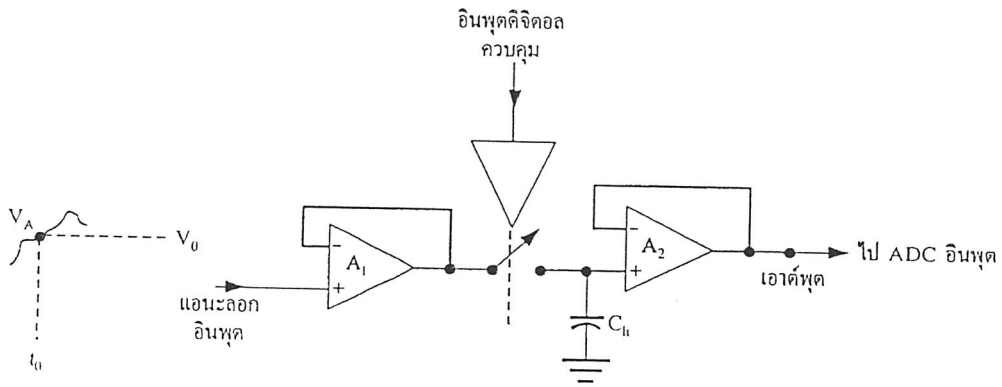 อินพุตดิจิตอล
ควบคุม
V_A
V_0
t_0
แอนะลอก
อินพุต
-
A_1
+
-
A_2
+
C_h
เอาต์พุต
ไป ADC อินพุต